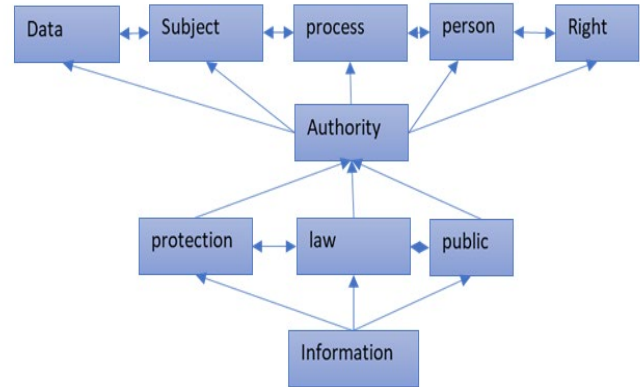 Data
Subject
process
person
Right
Authority
protection
law
public
Information